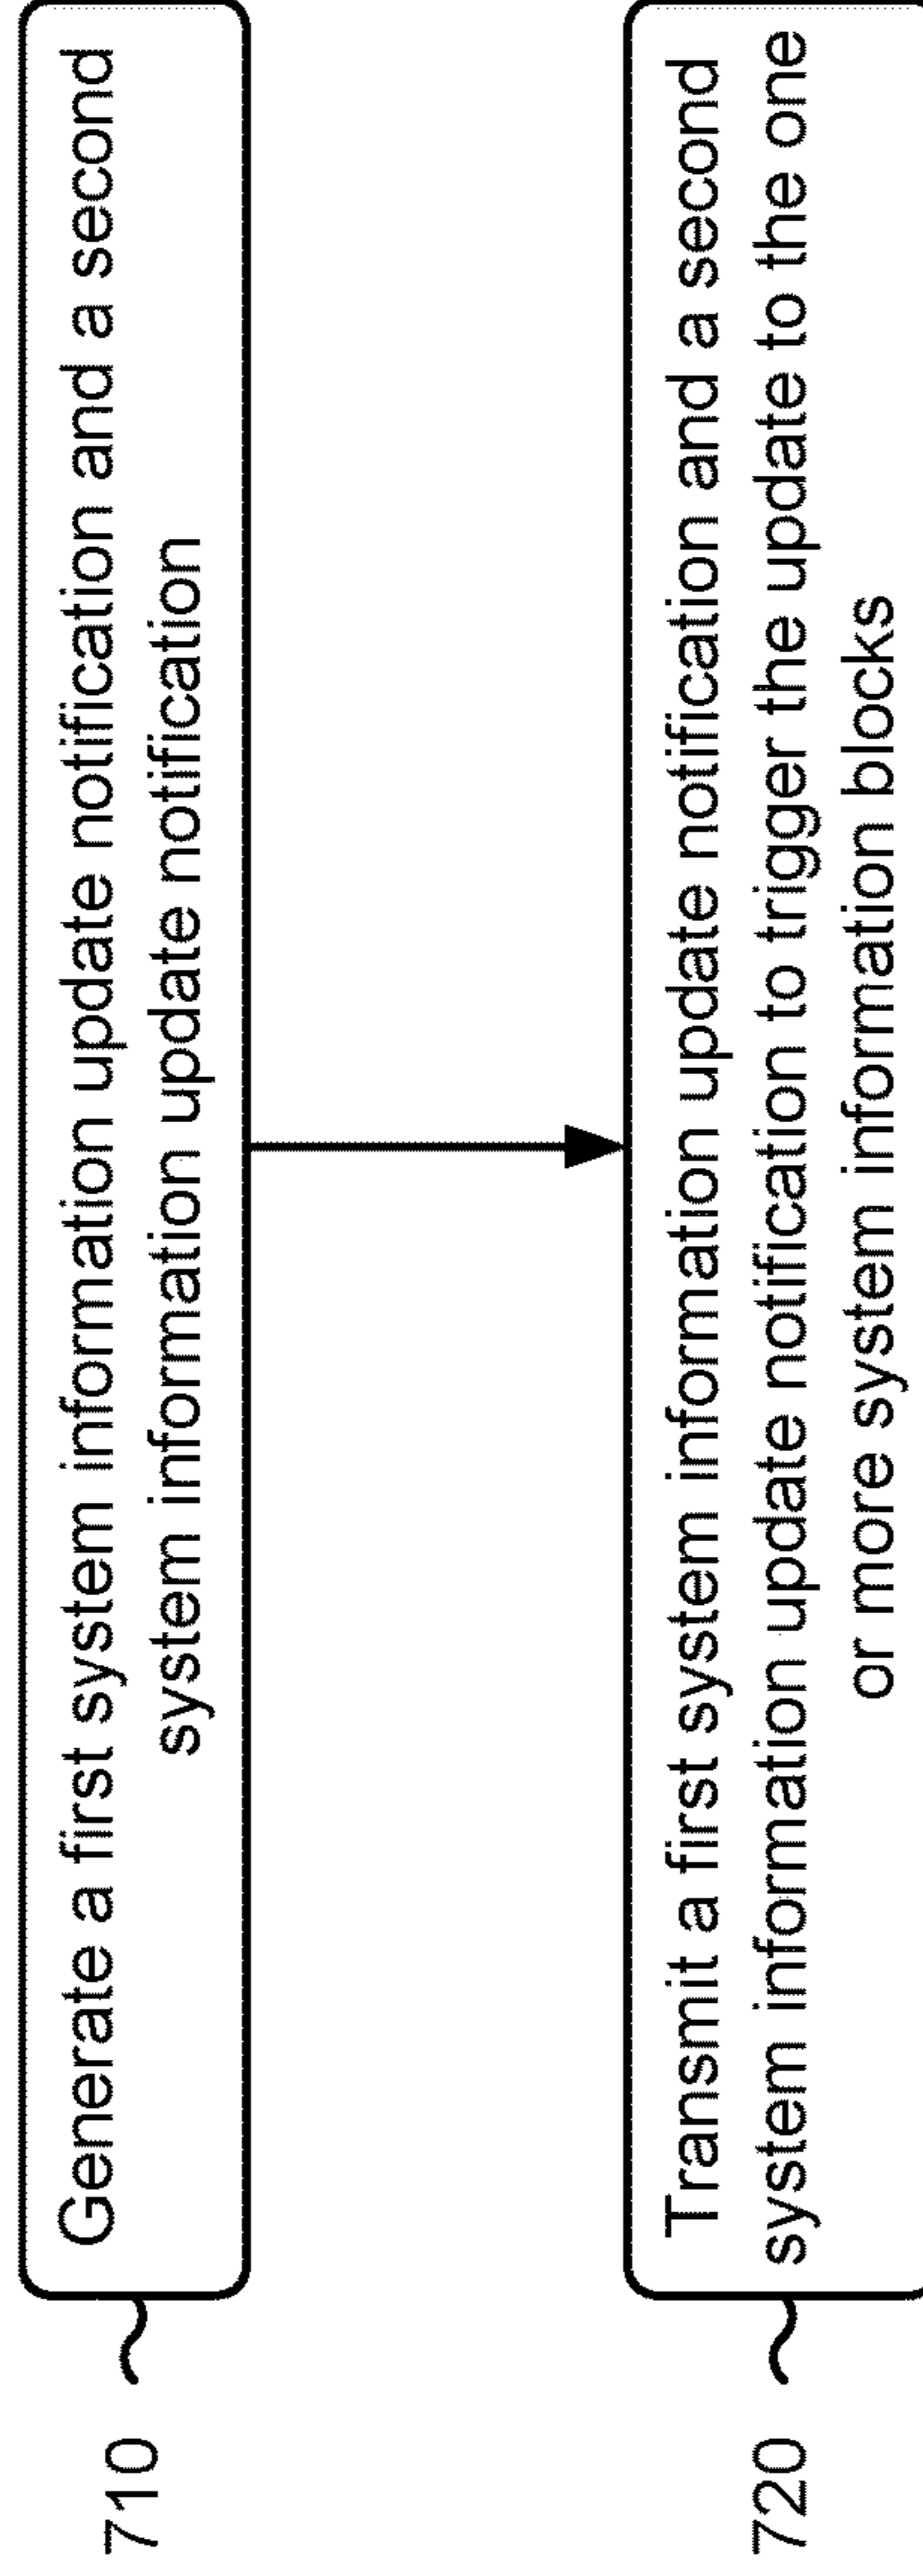 710
Generate a first system information update notification and a second
system information update notification
720
Transmit a first system information update notification and a second
system information update notification to trigger the update to the one
or more system information blocks